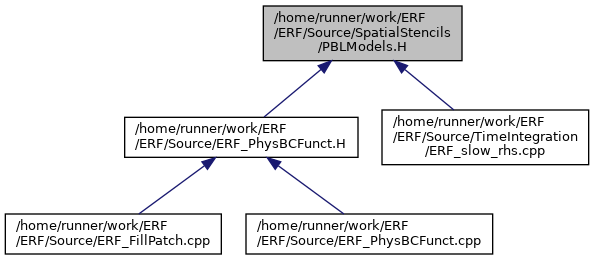 /home/runner/work/ERF
/ERF/Source/SpatialStencils
/PBLModels.H
/home/runner/work/ERF
/ERF/Source/ERF_PhysBCFunct.H
/home/runner/work/ERF
/ERF/Source/TimeIntegration
/ERF_slow_rhs.cpp
/home/runner/work/ERF
/ERF/Source/ERF_FillPatch.cpp
/home/runner/work/ERF
/ERF/Source/ERF_PhysBCFunct.cpp